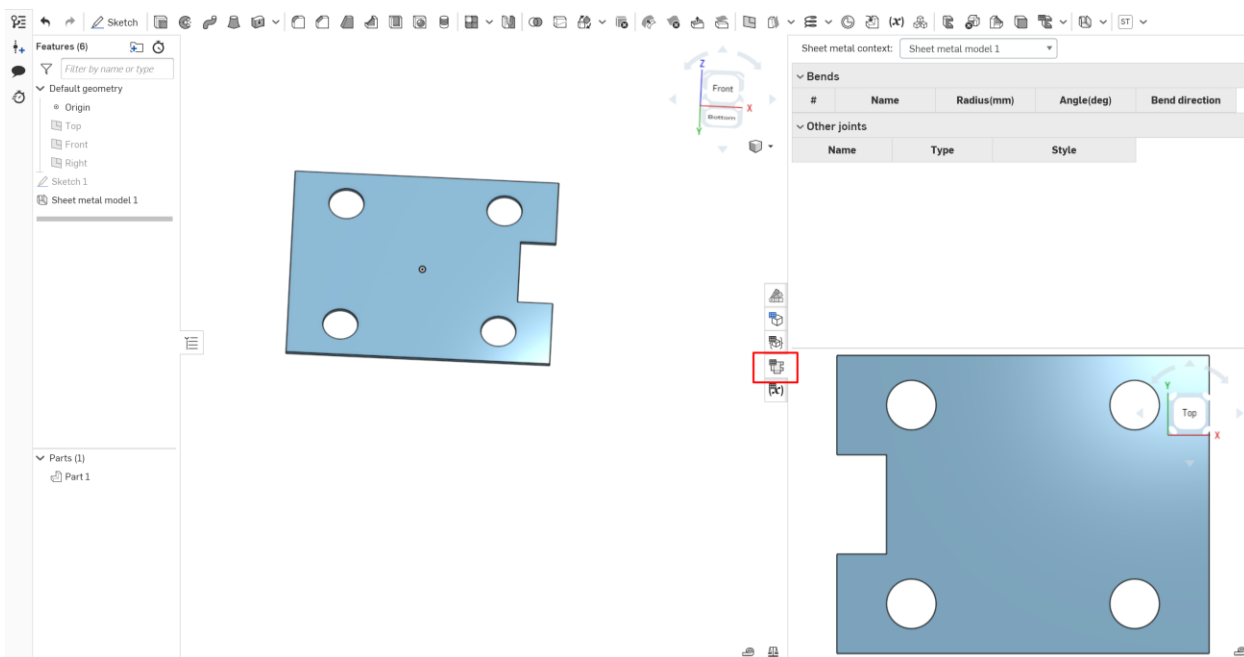 Sketch
ST
Features (6)
Filter by name or type
Default geometry
Origin
Top
Front
Right
Sketch 1
Sheet metal model 1
Parts (1)
Part 1
Z
Front
X
Bottom
Y
(x)
Sheet metal context: Sheet metal model 1
Bends
# Name Radius(mm) Angle(deg) Bend direction
Other joints
Name Type Style
Y
Top
X
(x)